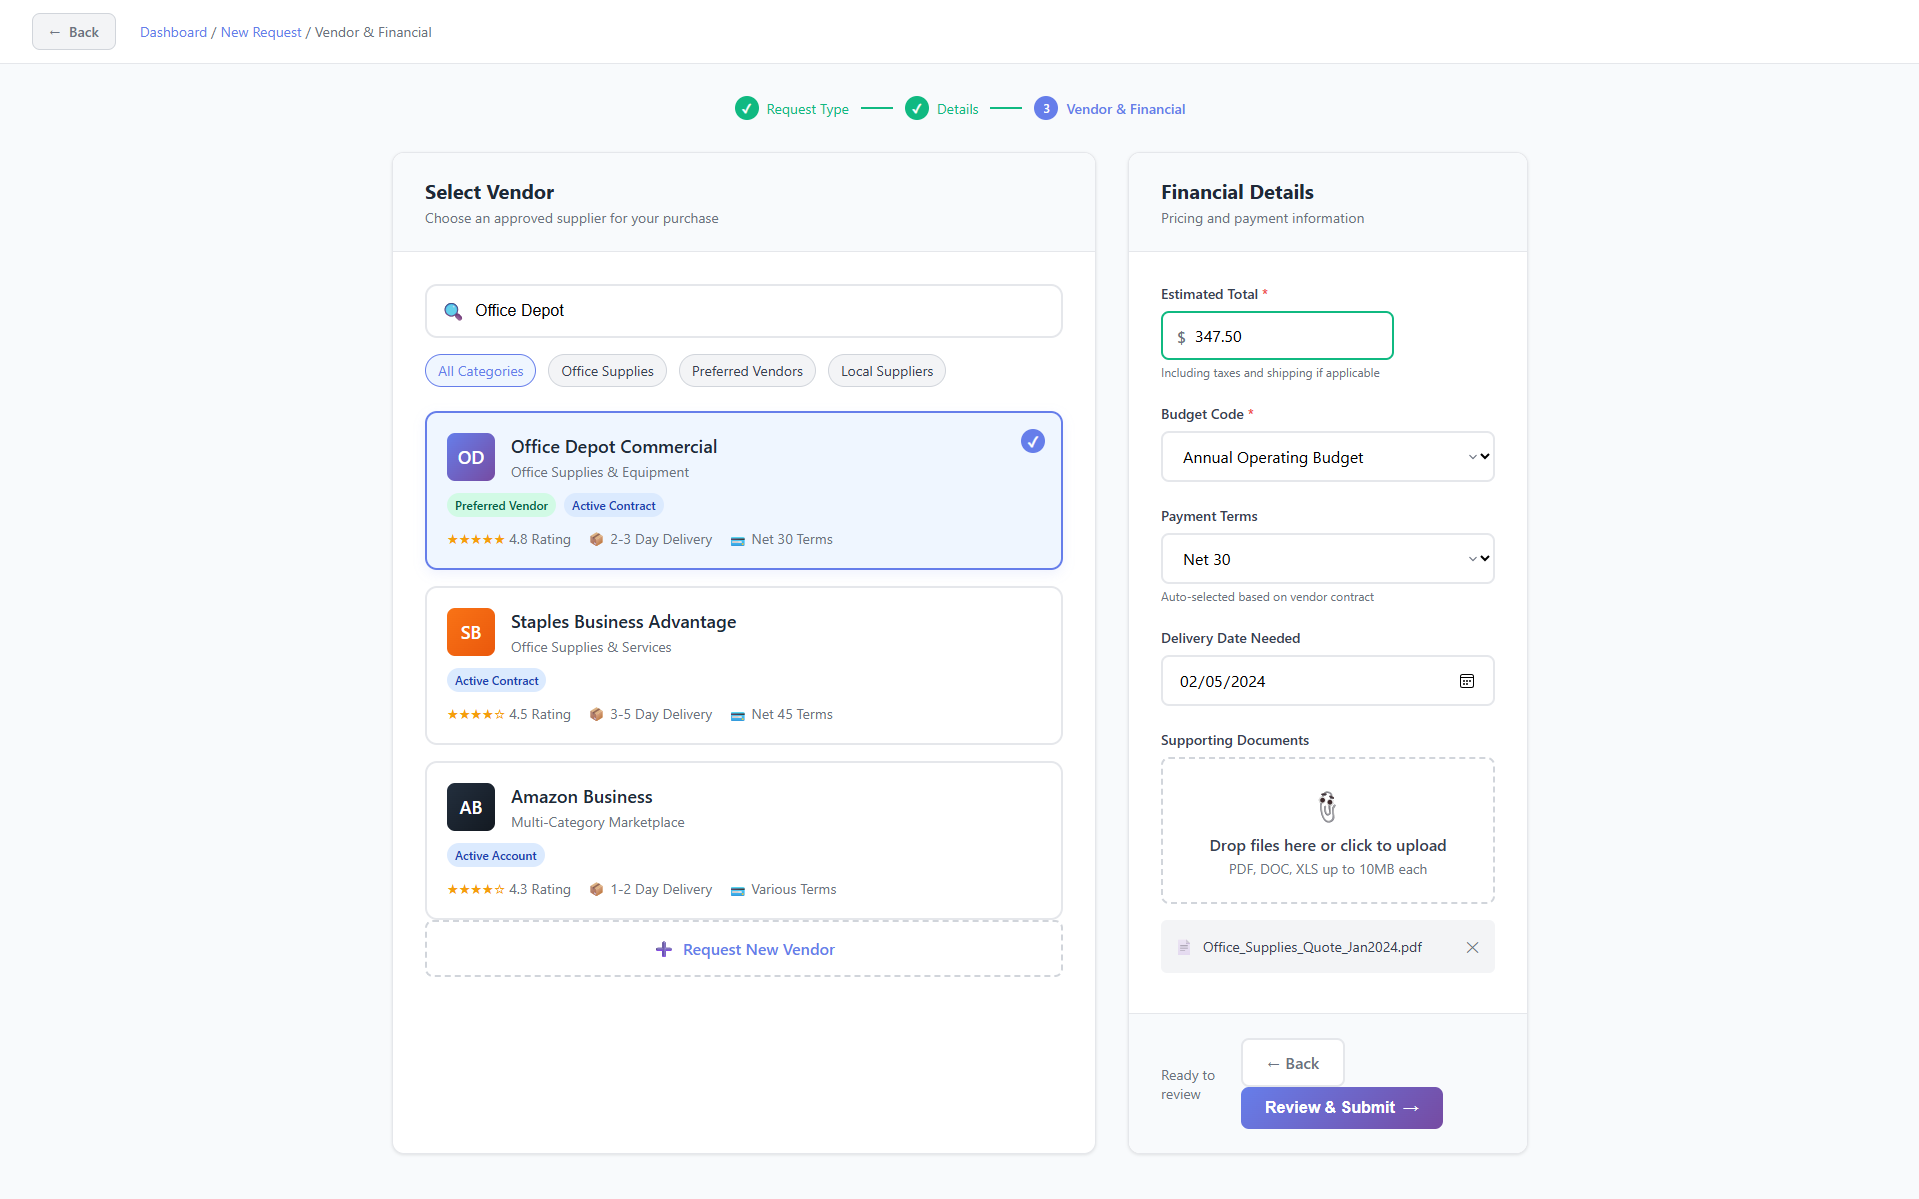 ← Back
Dashboard / New Request / Vendor & Financial
✓ Request Type
✓ Details
3 Vendor & Financial
Select Vendor
Choose an approved supplier for your purchase
Office Depot
All Categories
Office Supplies
Preferred Vendors
Local Suppliers
OD
Office Depot Commercial
Office Supplies & Equipment
Preferred Vendor
Active Contract
★★★★★ 4.8 Rating
2-3 Day Delivery
Net 30 Terms
SB
Staples Business Advantage
Office Supplies & Services
Active Contract
★★★★☆ 4.5 Rating
3-5 Day Delivery
Net 45 Terms
AB
Amazon Business
Multi-Category Marketplace
Active Account
★★★★☆ 4.3 Rating
1-2 Day Delivery
Various Terms
Request New Vendor
Financial Details
Pricing and payment information
Estimated Total *
$ 347.50
Including taxes and shipping if applicable
Budget Code *
Annual Operating Budget
Payment Terms
Net 30
Auto-selected based on vendor contract
Delivery Date Needed
02/05/2024
Supporting Documents
Drop files here or click to upload
PDF, DOC, XLS up to 10MB each
Office_Supplies_Quote_Jan2024.pdf
Ready to
review
← Back
Review & Submit →